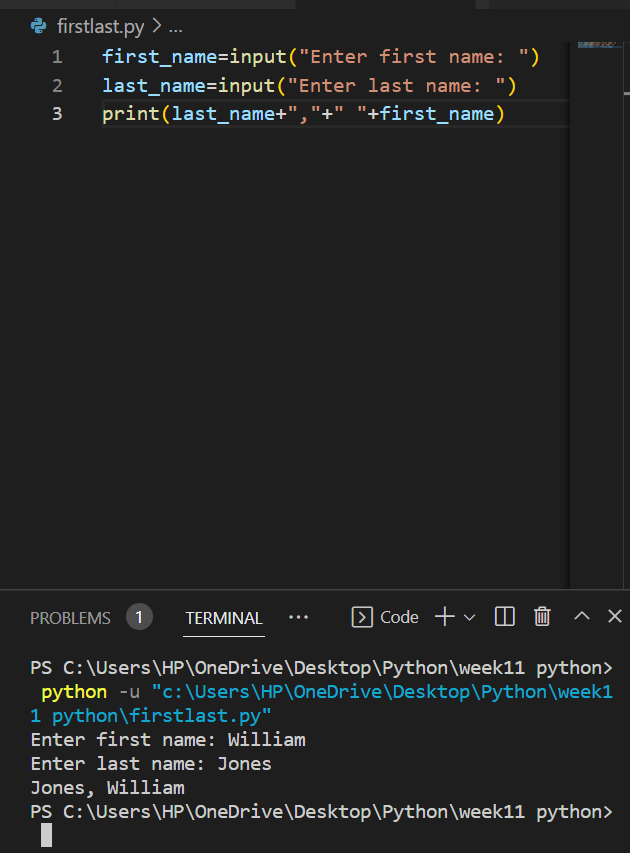 firstlast.py > ...
1 first_name=input("Enter first name: ")
2 last_name=input("Enter last name: ")
3 print(last_name+","+" "+first_name)
PROBLEMS 1 TERMINAL ... Code
PS C:\Users\HP\OneDrive\Desktop\Python\week11 python>
python -u "c:\Users\HP\OneDrive\Desktop\Python\week1
1 python\firstlast.py"
Enter first name: William
Enter last name: Jones
Jones, William
PS C:\Users\HP\OneDrive\Desktop\Python\week11 python>